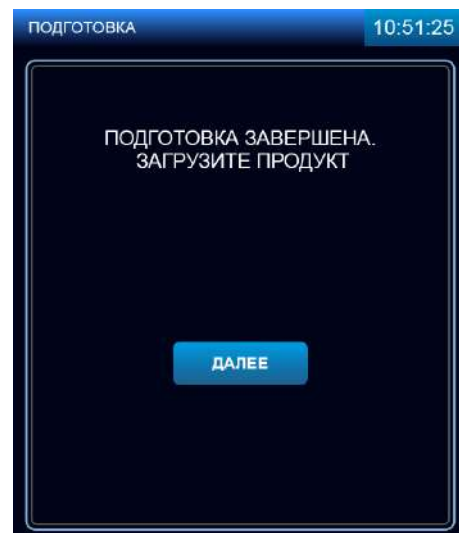 ПОДГОТОВКА 10:51:25
ПОДГОТОВКА ЗАВЕРШЕНА.
ЗАГРУЗИТЕ ПРОДУКТ
ДАЛЕЕ